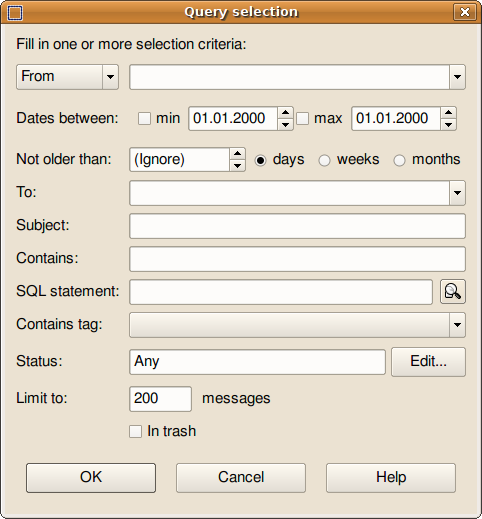 Query selection
Fill in one or more selection criteria:
From
Dates between: min 01.01.2000 max 01.01.2000
Not older than: (Ignore) days weeks months
To:
Subject:
Contains:
SQL statement:
Contains tag:
Status: Any Edit...
Limit to: 200 messages
In trash
OK Cancel Help